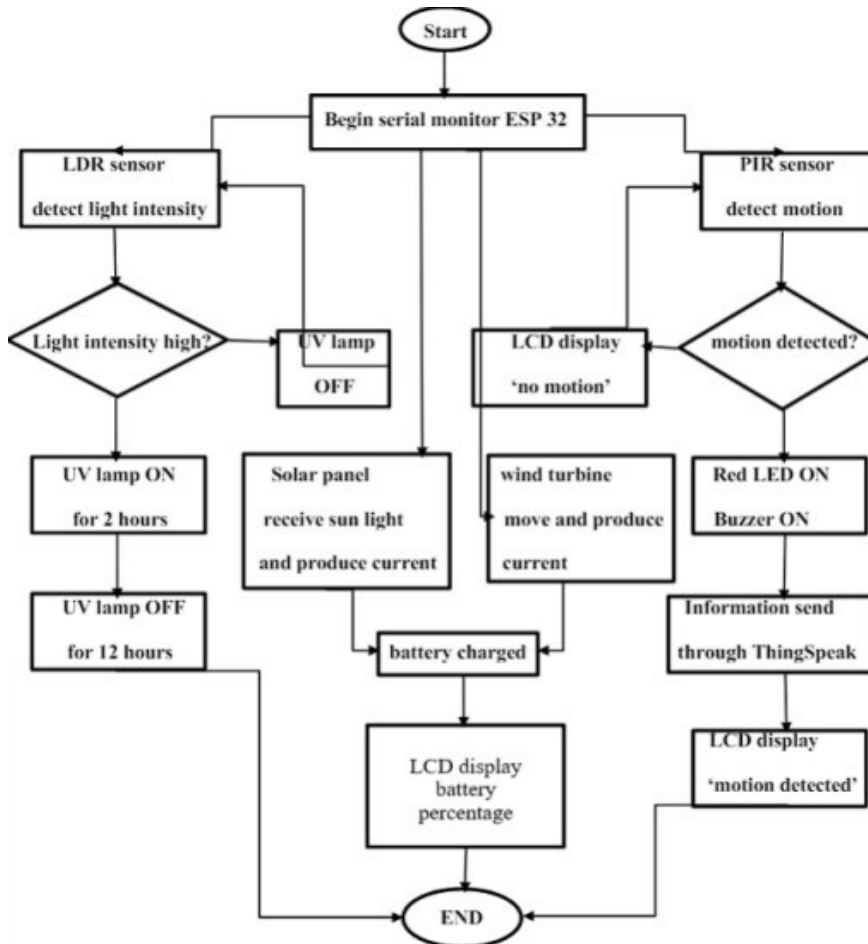 Start
Begin serial monitor ESP 32
LDR sensor
detect light intensity
PIR sensor
detect motion
Light intensity high?
UV lamp
OFF
LCD display
‘no motion’
motion detected?
UV lamp ON
for 2 hours
Solar panel
receive sun light
and produce current
wind turbine
move and produce
current
Red LED ON
Buzzer ON
UV lamp OFF
for 12 hours
battery charged
Information send
through ThingSpeak
LCD display
battery
percentage
LCD display
‘motion detected’
END